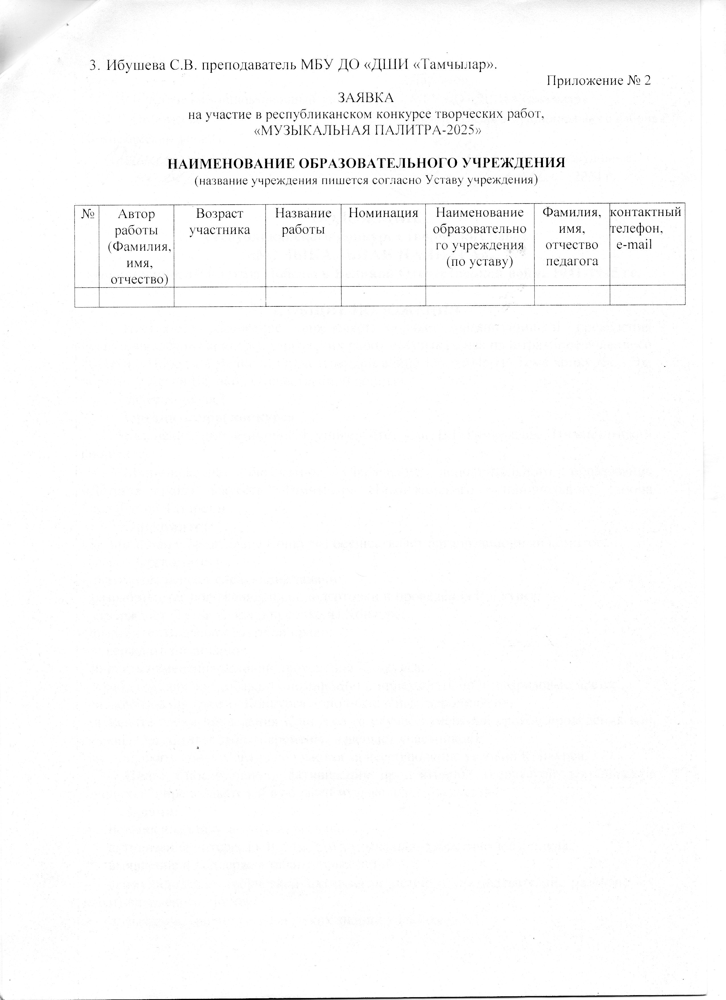 3. Ибушева С.В. преподаватель МБУ ДО «ДШИ «Тамчылар».
Приложение № 2
ЗАЯВКА
на участие в республиканском конкурсе творческих работ,
«МУЗЫКАЛЬНАЯ ПАЛИТРА-2025»
НАИМЕНОВАНИЕ ОБРАЗОВАТЕЛЬНОГО УЧРЕЖДЕНИЯ
(название учреждения пишется согласно Уставу учреждения)
№
Автор
работы
(Фамилия,
имя,
отчество)
Возраст
участника
Название
работы
Номинация
Наименование
образовательно
го учреждения
(по уставу)
Фамилия,
имя,
отчество
педагога
контактный
телефон,
e-mail